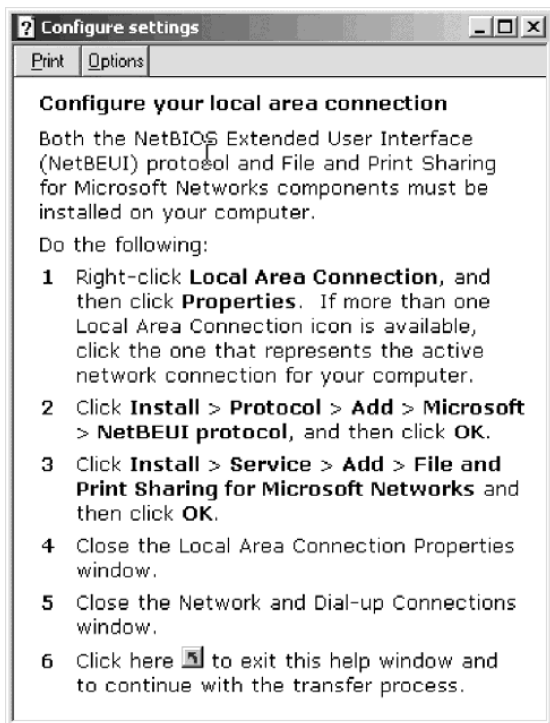 ? Configure settings
Print Options
Configure your local area connection
Both the NetBIOS Extended User Interface
(NetBEUI) protocol and File and Print Sharing
for Microsoft Networks components must be
installed on your computer.
Do the following:
1 Right-click Local Area Connection, and
then click Properties. If more than one
Local Area Connection icon is available,
click the one that represents the active
network connection for your computer.
2 Click Install > Protocol > Add > Microsoft
> NetBEUI protocol, and then click OK.
3 Click Install > Service > Add > File and
Print Sharing for Microsoft Networks and
then click OK.
4 Close the Local Area Connection Properties
window.
5 Close the Network and Dial-up Connections
window.
6 Click here to exit this help window and
to continue with the transfer process.